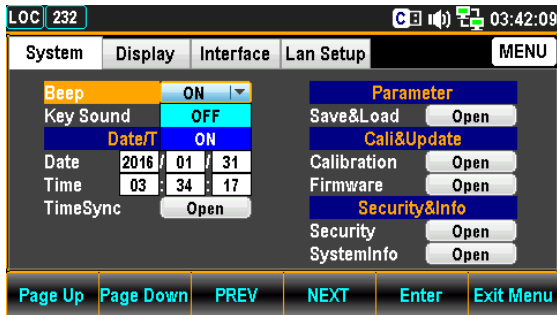 LOC 232 C 03:42:09
System Display Interface Lan Setup MENU
Beep ON
Key Sound OFF
Date/T ON
Date 2016 / 01 / 31
Time 03 : 34 : 17
TimeSync Open
Parameter
Save&Load Open
Cali&Update
Calibration Open
Firmware Open
Security&Info
Security Open
SystemInfo Open
Page Up Page Down PREV NEXT Enter Exit Menu